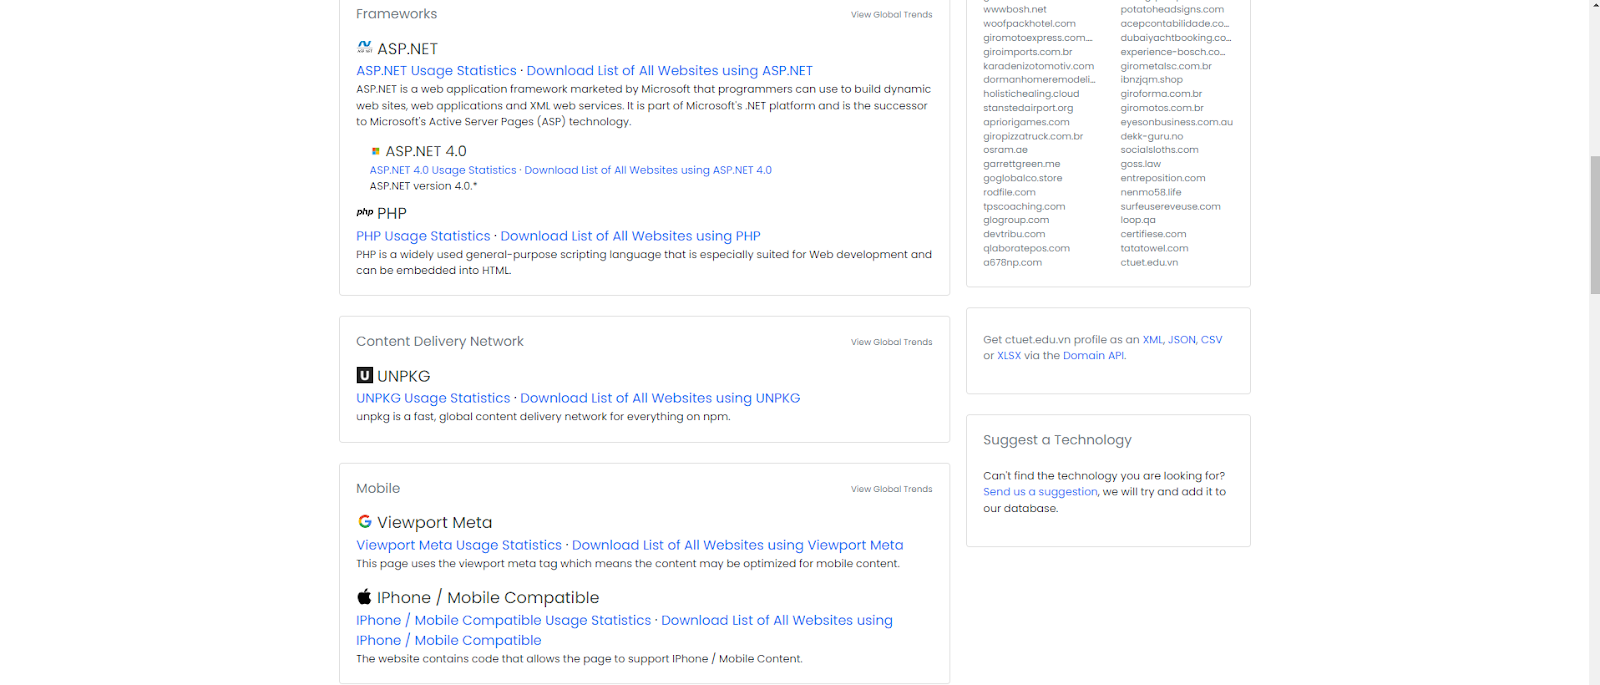 Frameworks
View Global Trends
ASP.NET
ASP.NET Usage Statistics · Download List of All Websites using ASP.NET
ASP.NET is a web application framework marketed by Microsoft that programmers can use to build dynamic
web sites, web applications and XML web services. It is part of Microsoft's .NET platform and is the successor
to Microsoft's Active Server Pages (ASP) technology.
ASP.NET 4.0
ASP.NET 4.0 Usage Statistics · Download List of All Websites using ASP.NET 4.0
ASP.NET version 4.0.*
php PHP
PHP Usage Statistics · Download List of All Websites using PHP
PHP is a widely used general-purpose scripting language that is especially suited for Web development and
can be embedded into HTML.
Content Delivery Network
View Global Trends
U UNPKG
UNPKG Usage Statistics · Download List of All Websites using UNPKG
unpkg is a fast, global content delivery network for everything on npm.
Mobile
View Global Trends
Viewport Meta
Viewport Meta Usage Statistics · Download List of All Websites using Viewport Meta
This page uses the viewport meta tag which means the content may be optimized for mobile content.
IPhone / Mobile Compatible
IPhone / Mobile Compatible Usage Statistics · Download List of All Websites using
IPhone / Mobile Compatible
The website contains code that allows the page to support IPhone / Mobile Content.
wwwbosh.net
potatoheadsigns.com
woofpackhotel.com
acepcontabilidade.co...
giromotoexpress.com....
dubaiyachtbooking.co...
giroimports.com.br
experience-bosch.co...
karadenizotomotiv.com
girometalsc.com.br
dormanhomeremodeli...
ibnzjqm.shop
holistichealing.cloud
giroforma.com.br
stanstedairport.org
giromotos.com.br
apriorigames.com
eyesonbusiness.com.au
giropizzatruck.com.br
dekk-guru.no
osram.ae
socialsloths.com
garrettgreen.me
goss.law
goglobalco.store
entreposition.com
rodfile.com
nenmo58.life
tpscoaching.com
surfeusereveuse.com
glogroup.com
loop.qa
devtribu.com
certifiese.com
qlaboratepos.com
tatatowel.com
a678np.com
ctuet.edu.vn
Get ctuet.edu.vn profile as an XML, JSON, CSV
or XLSX via the Domain API.
Suggest a Technology
Can't find the technology you are looking for?
Send us a suggestion, we will try and add it to
our database.